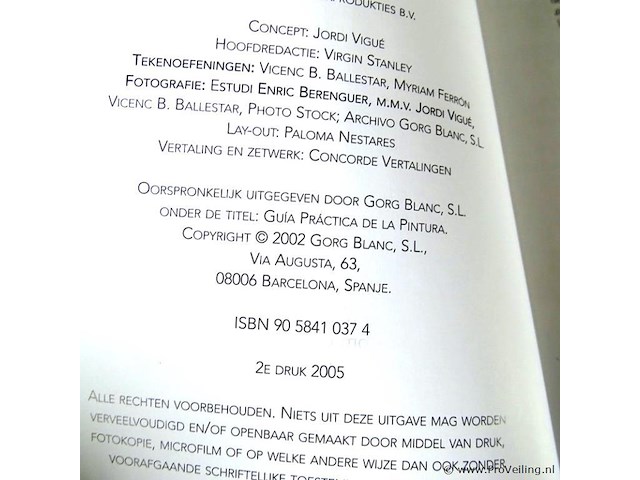 PRODUKTIES B.V.
CONCEPT: JORDI VIGUÉ
HOOFDREDACTIE: VIRGIN STANLEY
TEKENOEFENINGEN: VICENC B. BALLESTAR, MYRIAM FERRÓN
FOTOGRAFIE: ESTUDI ENRIC BERENGUER, M.M.V. JORDI VIGUÉ,
VICENC B. BALLESTAR, PHOTO STOCK; ARCHIVO GORG BLANC, S.L
LAY-OUT: PALOMA NESTARES
VERTALING EN ZETWERK: CONCORDE VERTALINGEN
OORSPRONKELIJK UITGEGEVEN DOOR GORG BLANC, S.L.
ONDER DE TITEL: GUÍA PRÁCTICA DE LA PINTURA.
COPYRIGHT © 2002 GORG BLANC, S.L.,
VIA AUGUSTA, 63,
08006 BARCELONA, SPANJE.
ISBN 90 5841 037 4
2E DRUK 2005
ALLE RECHTEN VOORBEHOUDEN. NIETS UIT DEZE UITGAVE MAG WORDEN
VERVEELVOUDIGD EN/OF OPENBAAR GEMAAKT DOOR MIDDEL VAN DRUK,
FOTOKOPIE, MICROFILM OF OP WELKE ANDERE WIJZE DAN OOK ZONDER
VOORAFGAANDE SCHRIFTELIJKE
© www.ProVeiling.nl